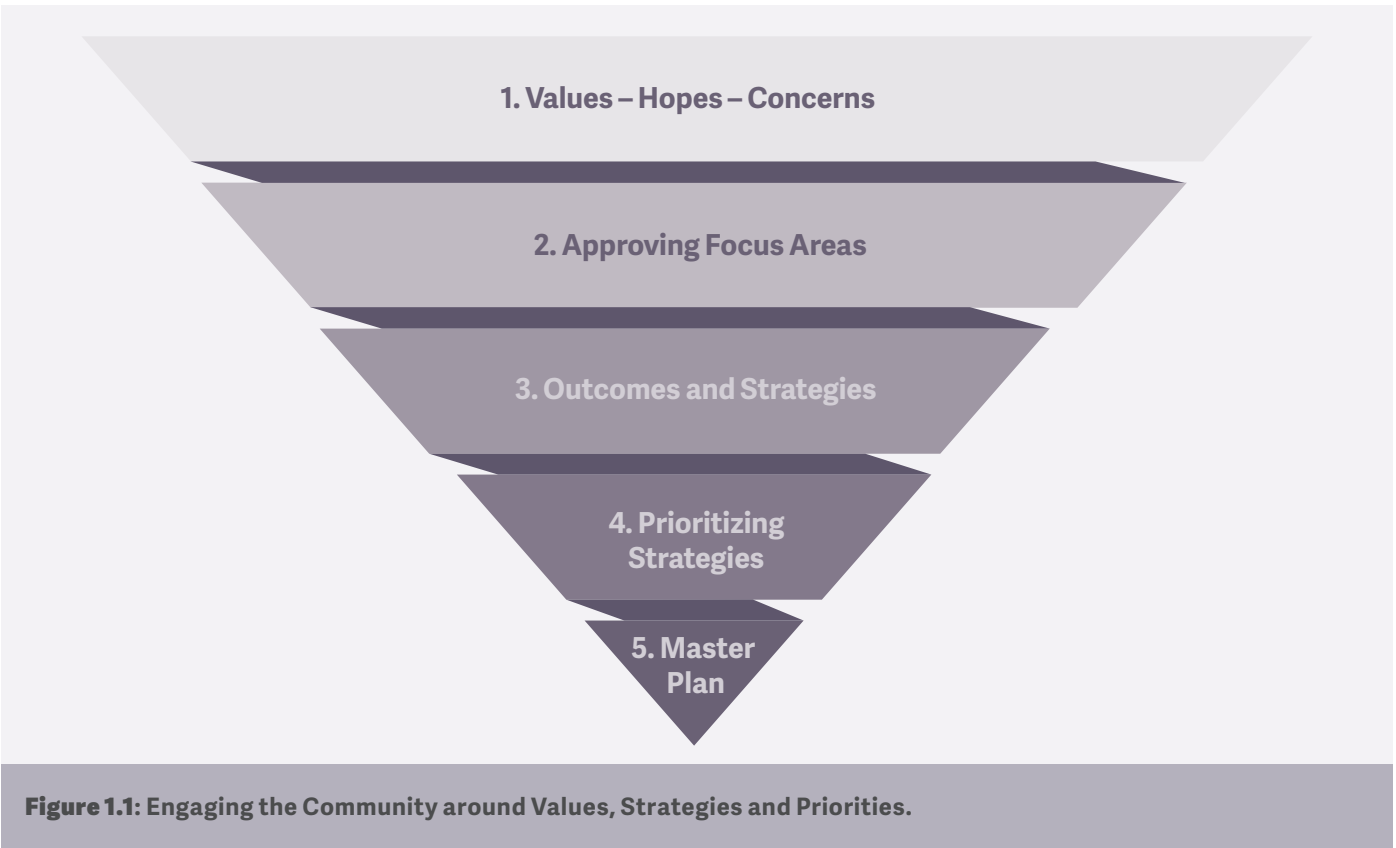 1. Values – Hopes – Concerns
2. Approving Focus Areas
3. Outcomes and Strategies
4. Prioritizing
Strategies
5. Master
Plan
Figure 1.1: Engaging the Community around Values, Strategies and Priorities.